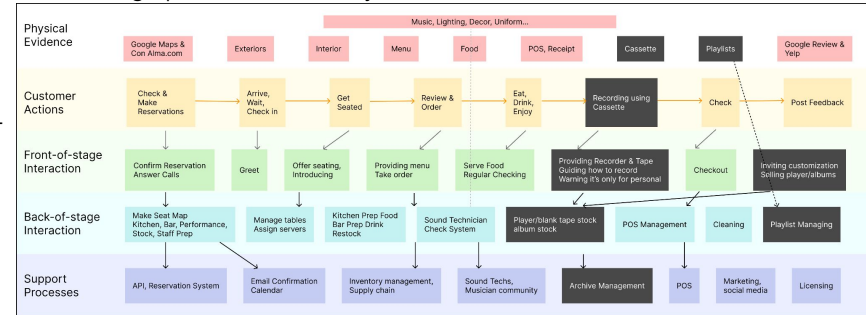 Physical
Evidence
Music, Lighting, Decor, Uniform...
Google Maps &
Con Alma.com
Exteriors
Interior
Menu
Food
POS, Receipt
Cassette
Playlists
Google Review &
Yelp
Customer
Actions
Check &
Make
Reservations
Arrive,
Wait,
Check in
Get
Seated
Review &
Order
Eat,
Drink,
Enjoy
Recording using
Cassette
Check
Post Feedback
Front-of-stage
Interaction
Confirm Reservation
Answer Calls
Greet
Offer seating,
Introducing
Providing menu
Take order
Serve Food
Regular Checking
Providing Recorder & Tape
Guiding how to record
Warning it's only for personal
Checkout
Inviting customization
Selling player/albums
Back-of-stage
Interaction
Make Seat Map
Kitchen, Bar, Performance,
Stock, Staff Prep
Manage tables
Assign servers
Kitchen Prep Food
Bar Prep Drink
Restock
Sound Technician
Check System
Player/blank tape stock
album stock
POS Management
Cleaning
Playlist Managing
Support
Processes
API, Reservation System
Email Confirmation
Calendar
Inventory management,
Supply chain
Sound Techs,
Musician community
Archive Management
POS
Marketing,
social media
Licensing